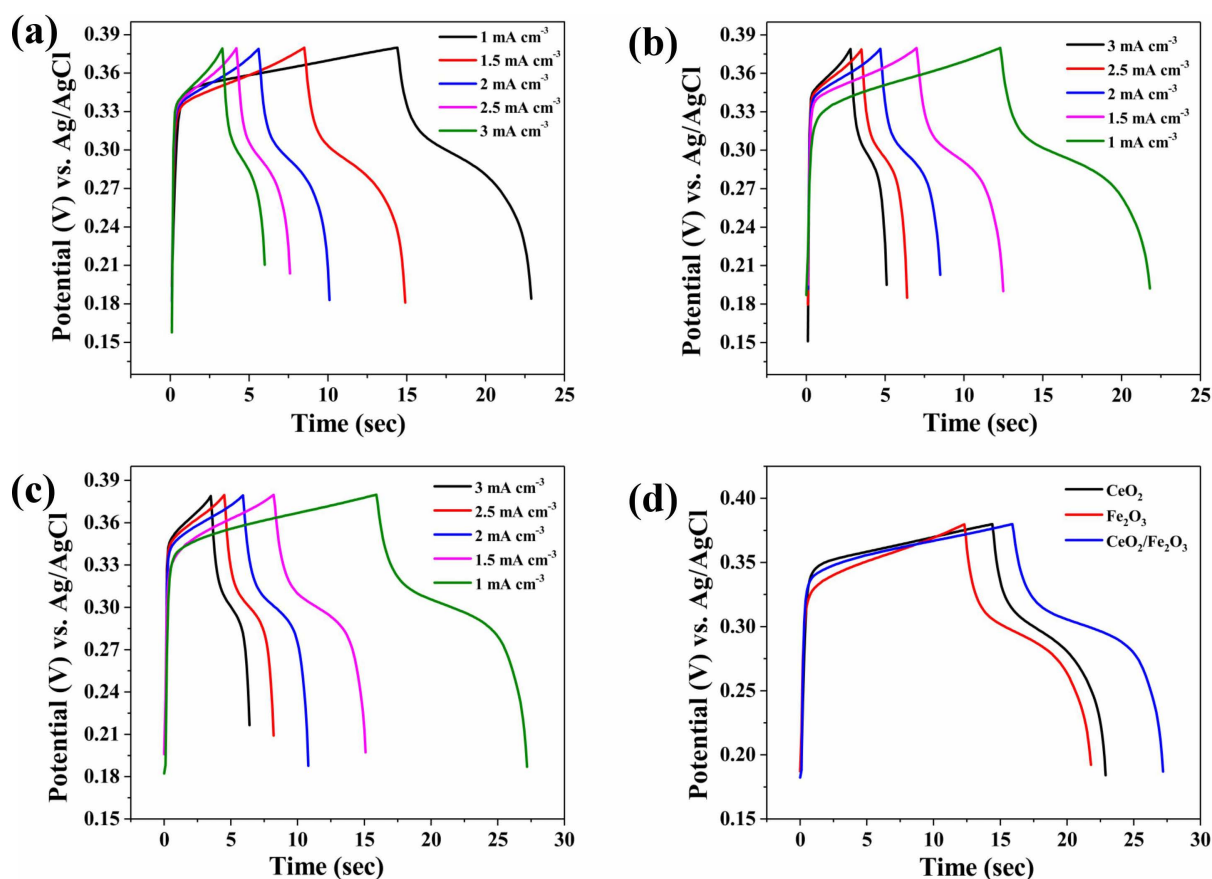 (a)
Potential (V) vs. Ag/AgCl
0.39
0.36
0.33
0.30
0.27
0.24
0.21
0.18
0.15
1 mA cm⁻³
1.5 mA cm⁻³
2 mA cm⁻³
2.5 mA cm⁻³
3 mA cm⁻³
0 5 10 15 20 25
Time (sec)
(b)
Potential (V) vs. Ag/AgCl
0.39
0.36
0.33
0.30
0.27
0.24
0.21
0.18
0.15
3 mA cm⁻³
2.5 mA cm⁻³
2 mA cm⁻³
1.5 mA cm⁻³
1 mA cm⁻³
0 5 10 15 20 25
Time (sec)
(c)
Potential (V) vs. Ag/AgCl
0.39
0.36
0.33
0.30
0.27
0.24
0.21
0.18
0.15
3 mA cm⁻³
2.5 mA cm⁻³
2 mA cm⁻³
1.5 mA cm⁻³
1 mA cm⁻³
0 5 10 15 20 25 30
Time (sec)
(d)
Potential (V) vs. Ag/AgCl
0.40
0.35
0.30
0.25
0.20
0.15
CeO₂
Fe₂O₃
CeO₂/Fe₂O₃
0 5 10 15 20 25 30
Time (sec)